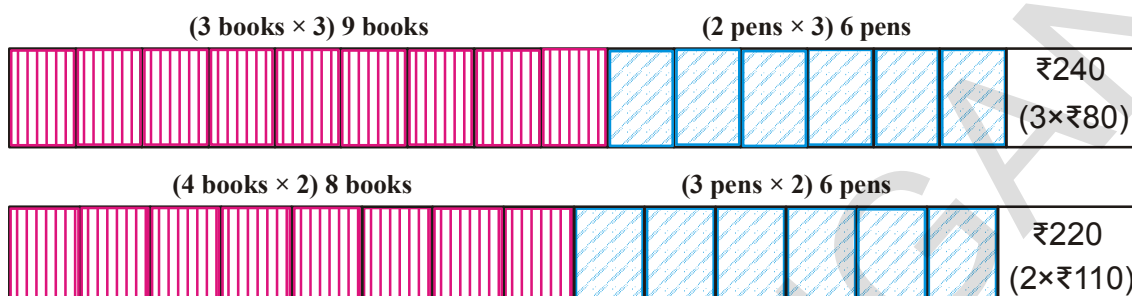 (3 books × 3) 9 books (2 pens × 3) 6 pens
₹240
(3×₹80)
(4 books × 2) 8 books (3 pens × 2) 6 pens
₹220
(2×₹110)